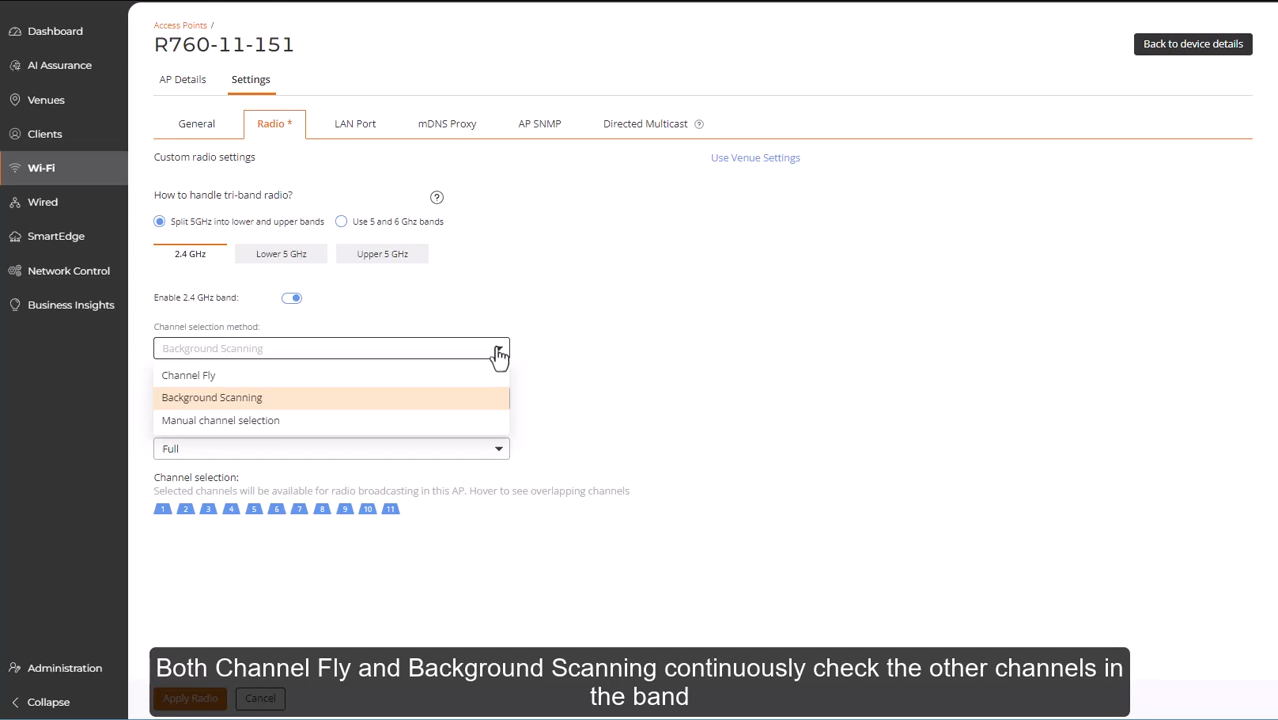 Dashboard
AI Assurance
Venues
Clients
Wi-Fi
Wired
SmartEdge
Network Control
Business Insights
Administration
Collapse
Access Points /
R760-11-151
Back to device details
AP Details Settings
General Radio * LAN Port mDNS Proxy AP SNMP Directed Multicast ?
Custom radio settings Use Venue Settings
How to handle tri-band radio? ?
Split 5GHz into lower and upper bands Use 5 and 6 Ghz bands
2.4 GHz Lower 5 GHz Upper 5 GHz
Enable 2.4 GHz band:
Channel selection method:
Background Scanning
Channel Fly
Background Scanning
Manual channel selection
Full
Channel selection:
Selected channels will be available for radio broadcasting in this AP. Hover to see overlapping channels
1 2 3 4 5 6 7 8 9 10 11
Both Channel Fly and Background Scanning continuously check the other channels in
the band
Apply Radio Cancel